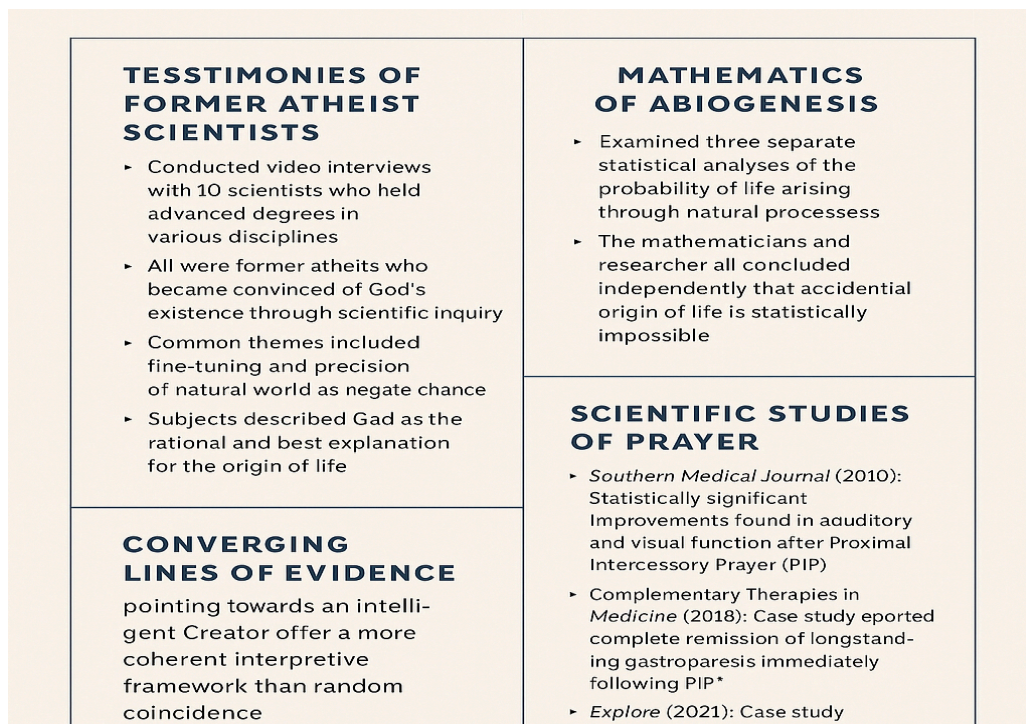 TESSTIMONIES OF
FORMER ATHEIST
SCIENTISTS
► Conducted video interviews
with 10 scientists who held
advanced degrees in
various disciplines
► All were former atheits who
became convinced of God's
existence through scientific inquiry
► Common themes included
fine-tuning and precision
of natural world as negate chance
► Subjects described Gad as the
rational and best explanation
for the origin of life
CONVERGING
LINES OF EVIDENCE
pointing towards an intelli-
gent Creator offer a more
coherent interpretive
framework than random
coincidence
MATHEMATICS
OF ABIOGENESIS
► Examined three separate
statistical analyses of the
probability of life arising
through natural processess
► The mathematicians and
researcher all concluded
independently that accidential
origin of life is statistically
impossible
SCIENTIFIC STUDIES
OF PRAYER
► Southern Medical Journal (2010):
Statistically significant
Improvements found in aɑuditory
and visual function after Proximal
Intercessory Prayer (PIP)
► Complementary Therapies in
Medicine (2018): Case study eported
complete remission of longstand-
ing gastroparesis immediately
following PIP*
► Explore (2021): Case study